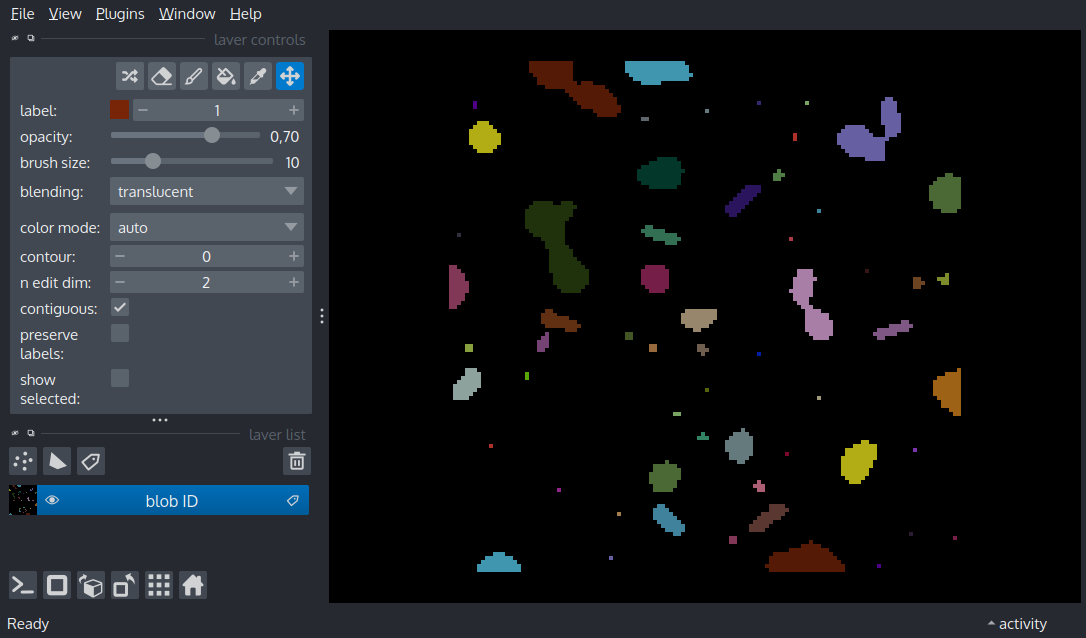 File View Plugins Window Help
layer controls
label: 1
opacity: 0,70
brush size: 10
blending: translucent
color mode: auto
contour: 0
n edit dim: 2
contiguous:
preserve
labels:
show
selected:
layer list
blob ID
Ready
activity